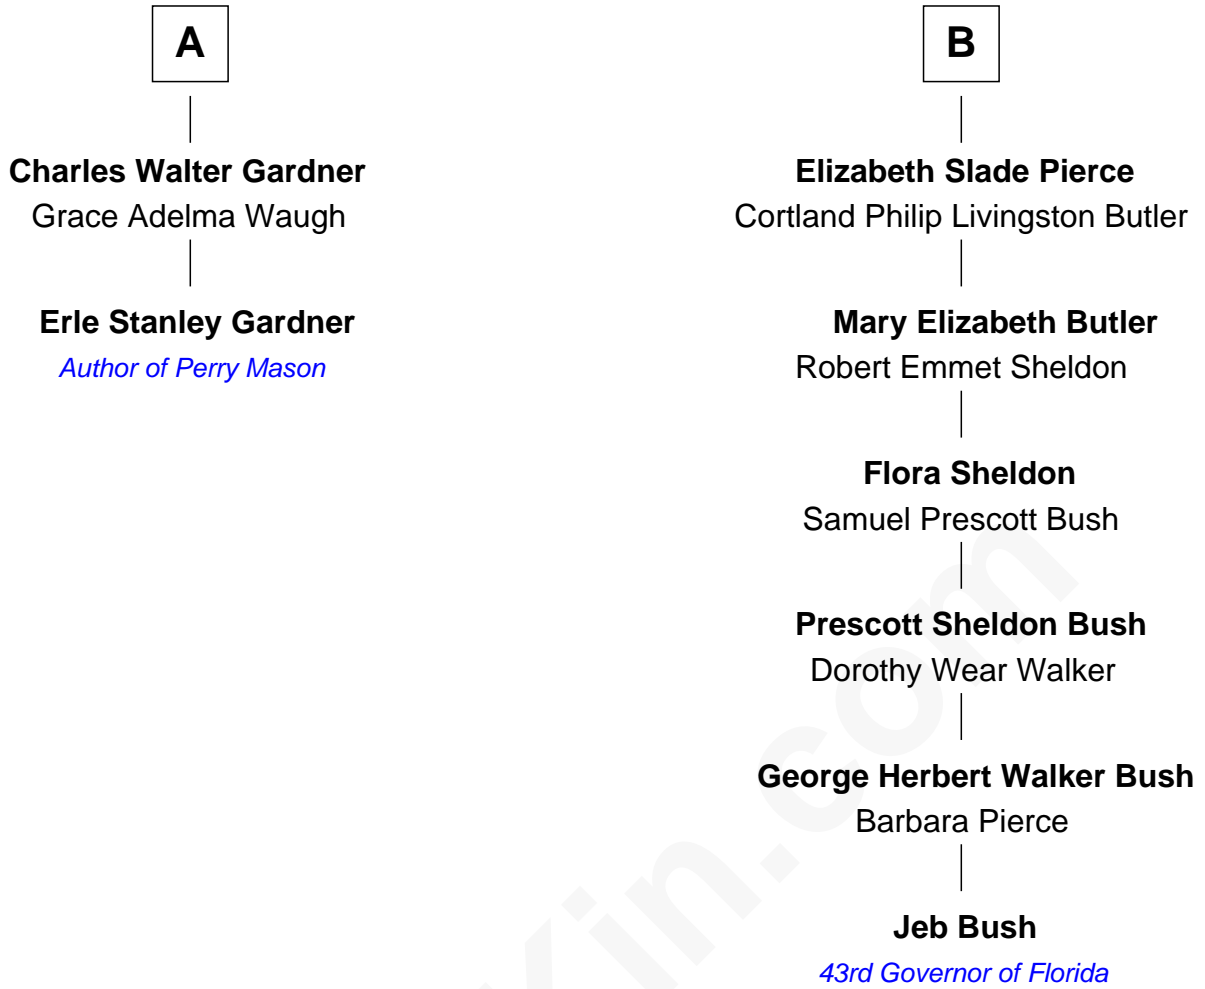 A
Charles Walter Gardner
Grace Adelma Waugh
Erle Stanley Gardner
Author of Perry Mason
B
Elizabeth Slade Pierce
Cortland Philip Livingston Butler
Mary Elizabeth Butler
Robert Emmet Sheldon
Flora Sheldon
Samuel Prescott Bush
Prescott Sheldon Bush
Dorothy Wear Walker
George Herbert Walker Bush
Barbara Pierce
Jeb Bush
43rd Governor of Florida